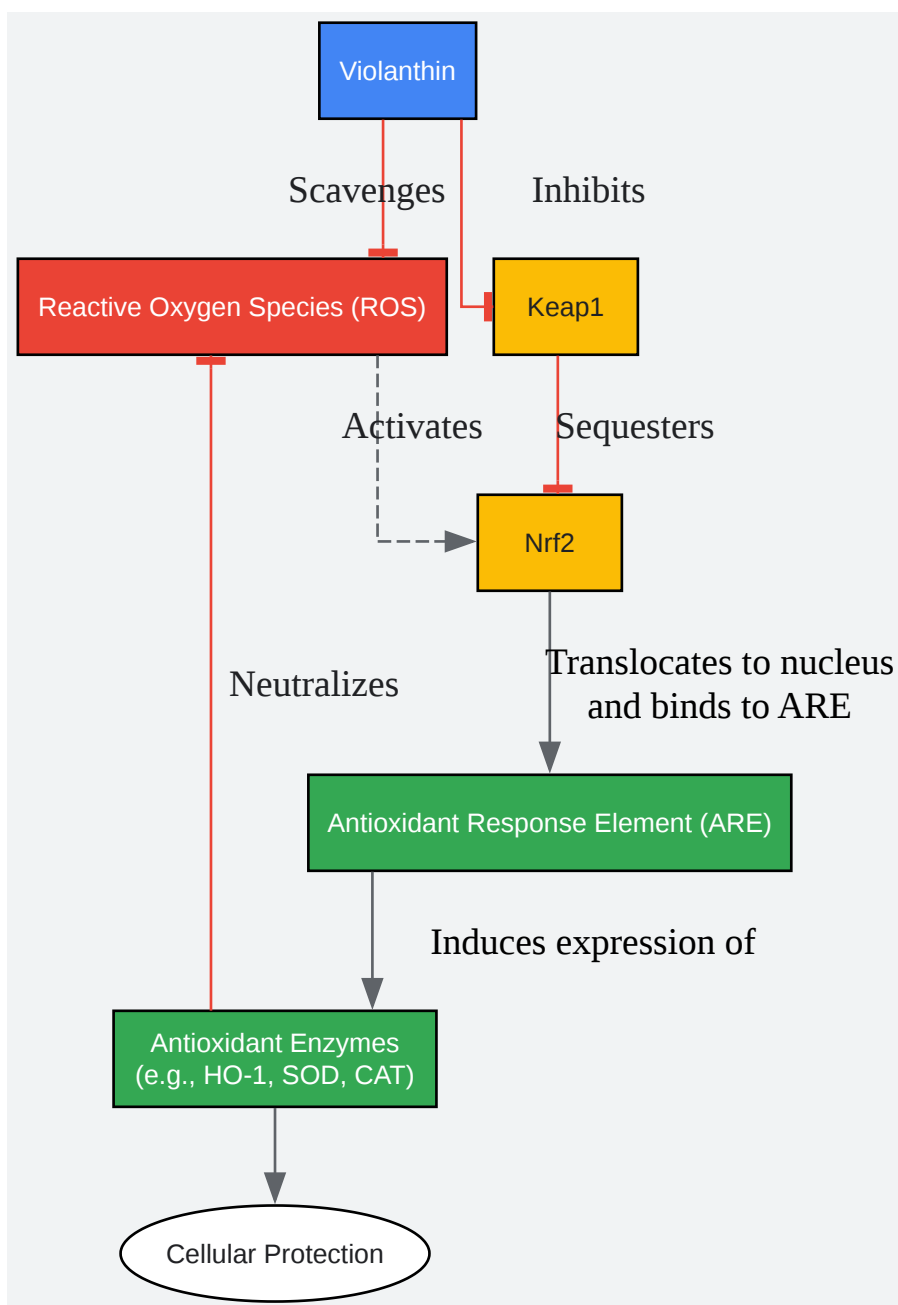 Violanthin
Scavenges
Inhibits
Reactive Oxygen Species (ROS)
Keap1
Activates
Sequesters
Nrf2
Neutralizes
Translocates to nucleus
and binds to ARE
Antioxidant Response Element (ARE)
Induces expression of
Antioxidant Enzymes
(e.g., HO-1, SOD, CAT)
Cellular Protection